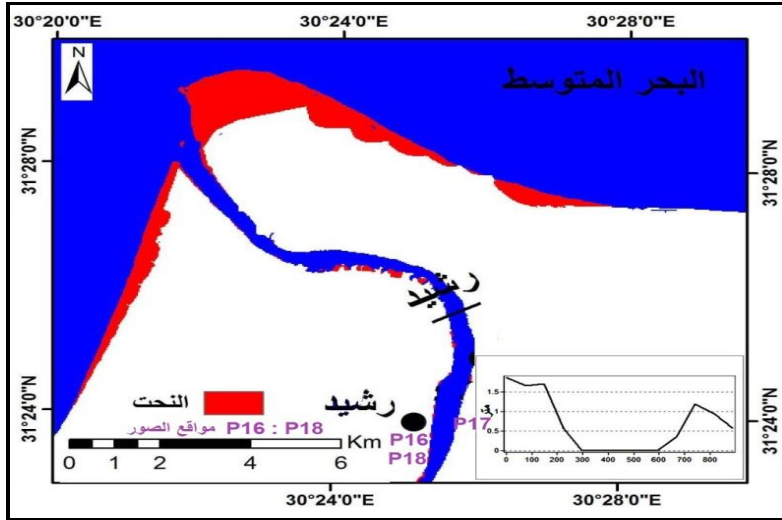 30°20'0"E 30°24'0"E 30°28'0"E
N
البحر المتوسط
31°28'0"N 31°28'0"N
رشيد
النحت
رشيد
مواقع الصور P16 : P18
P16 P17
P18
Km
0 1 2 4 6
31°24'0"N 31°24'0"N
1.5
1.0
0.5
0
0 100 200 300 400 500 600 700 800
30°24'0"E 30°28'0"E